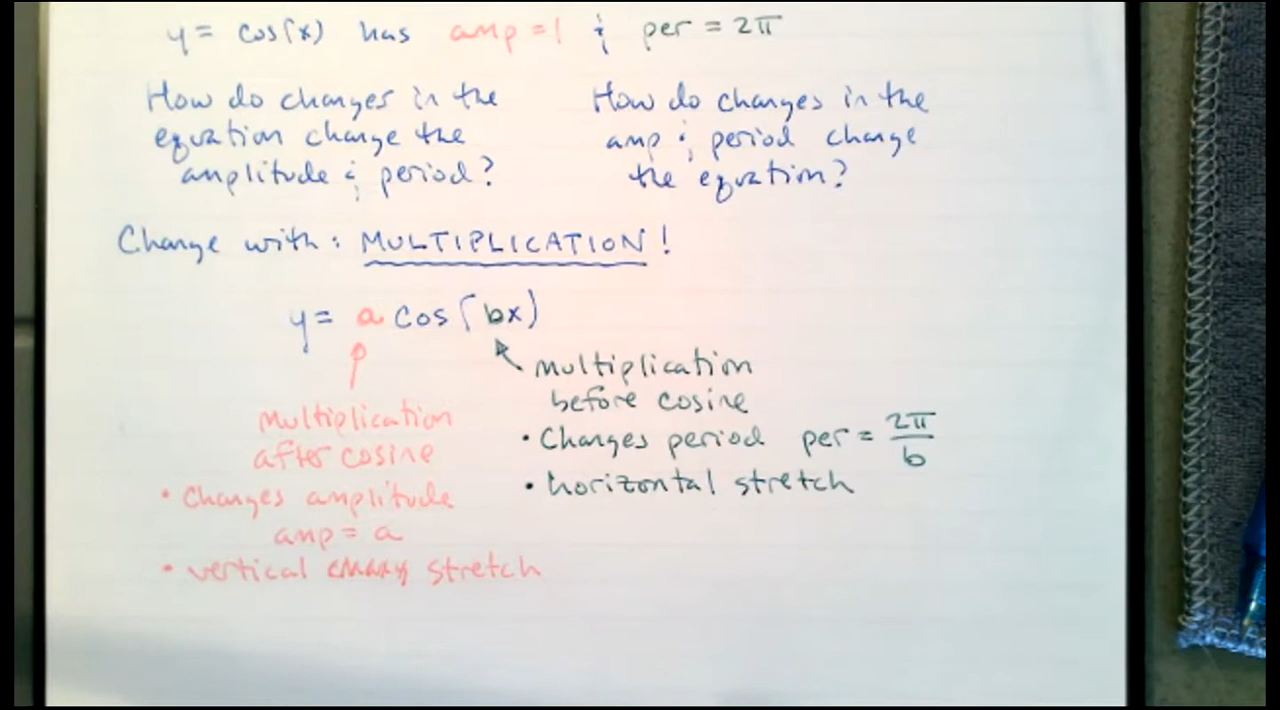 y = cos(x) has amp = 1 & per = 2π
How do changes in the
equation change the
amplitude & period?
How do changes in the
amp & period change
the equation?
Change with: MULTIPLICATION!
y = a cos(bx)
multiplication
before cosine
• Changes period per = 2π/b
• horizontal stretch
Multiplication
after cosine
• Changes amplitude
amp = a
• vertical stretch